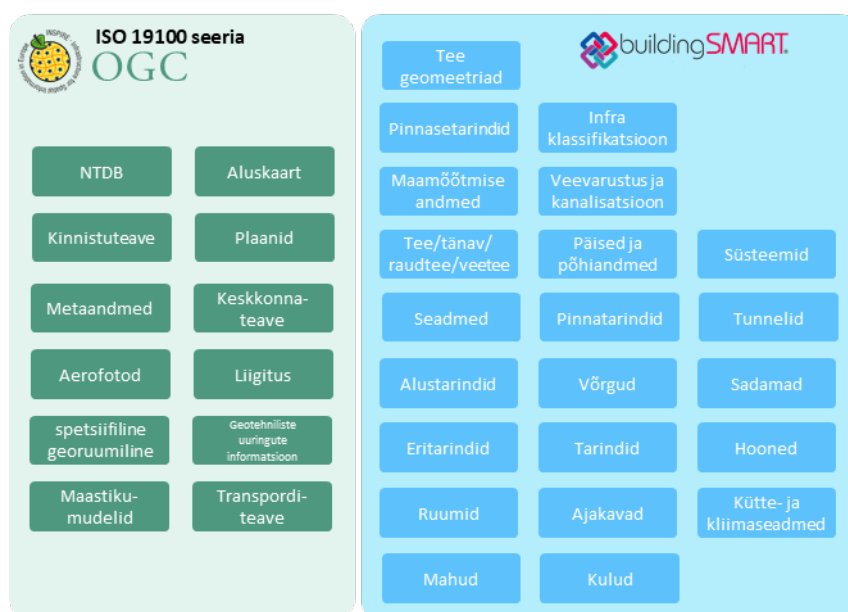 ISO 19100 seeria
OGC
NTDB
Aluskaart
Kinnistuteave
Plaanid
Metaandmed
Keskkonna-
teave
Aerofotod
Liigitus
spetsiifiline
georuumiline
Geotehniliste
uuringute
informatsioon
Maastiku-
mudelid
Transpordi-
teave
buildingSMART
Tee
geomeetriad
Pinnasetarindid
Infra
klassifikatsioon
Maamõõtmise
andmed
Veevarustus ja
kanalisatsioon
Tee/tänav/
raudtee/veetee
Päised ja
põhiandmed
Süsteemid
Seadmed
Pinnatarindid
Tunnelid
Alustarindid
Võrgud
Sadamad
Eritarindid
Tarindid
Hooned
Ruumid
Ajakavad
Kütte- ja
kliimaseadmed
Mahud
Kulud